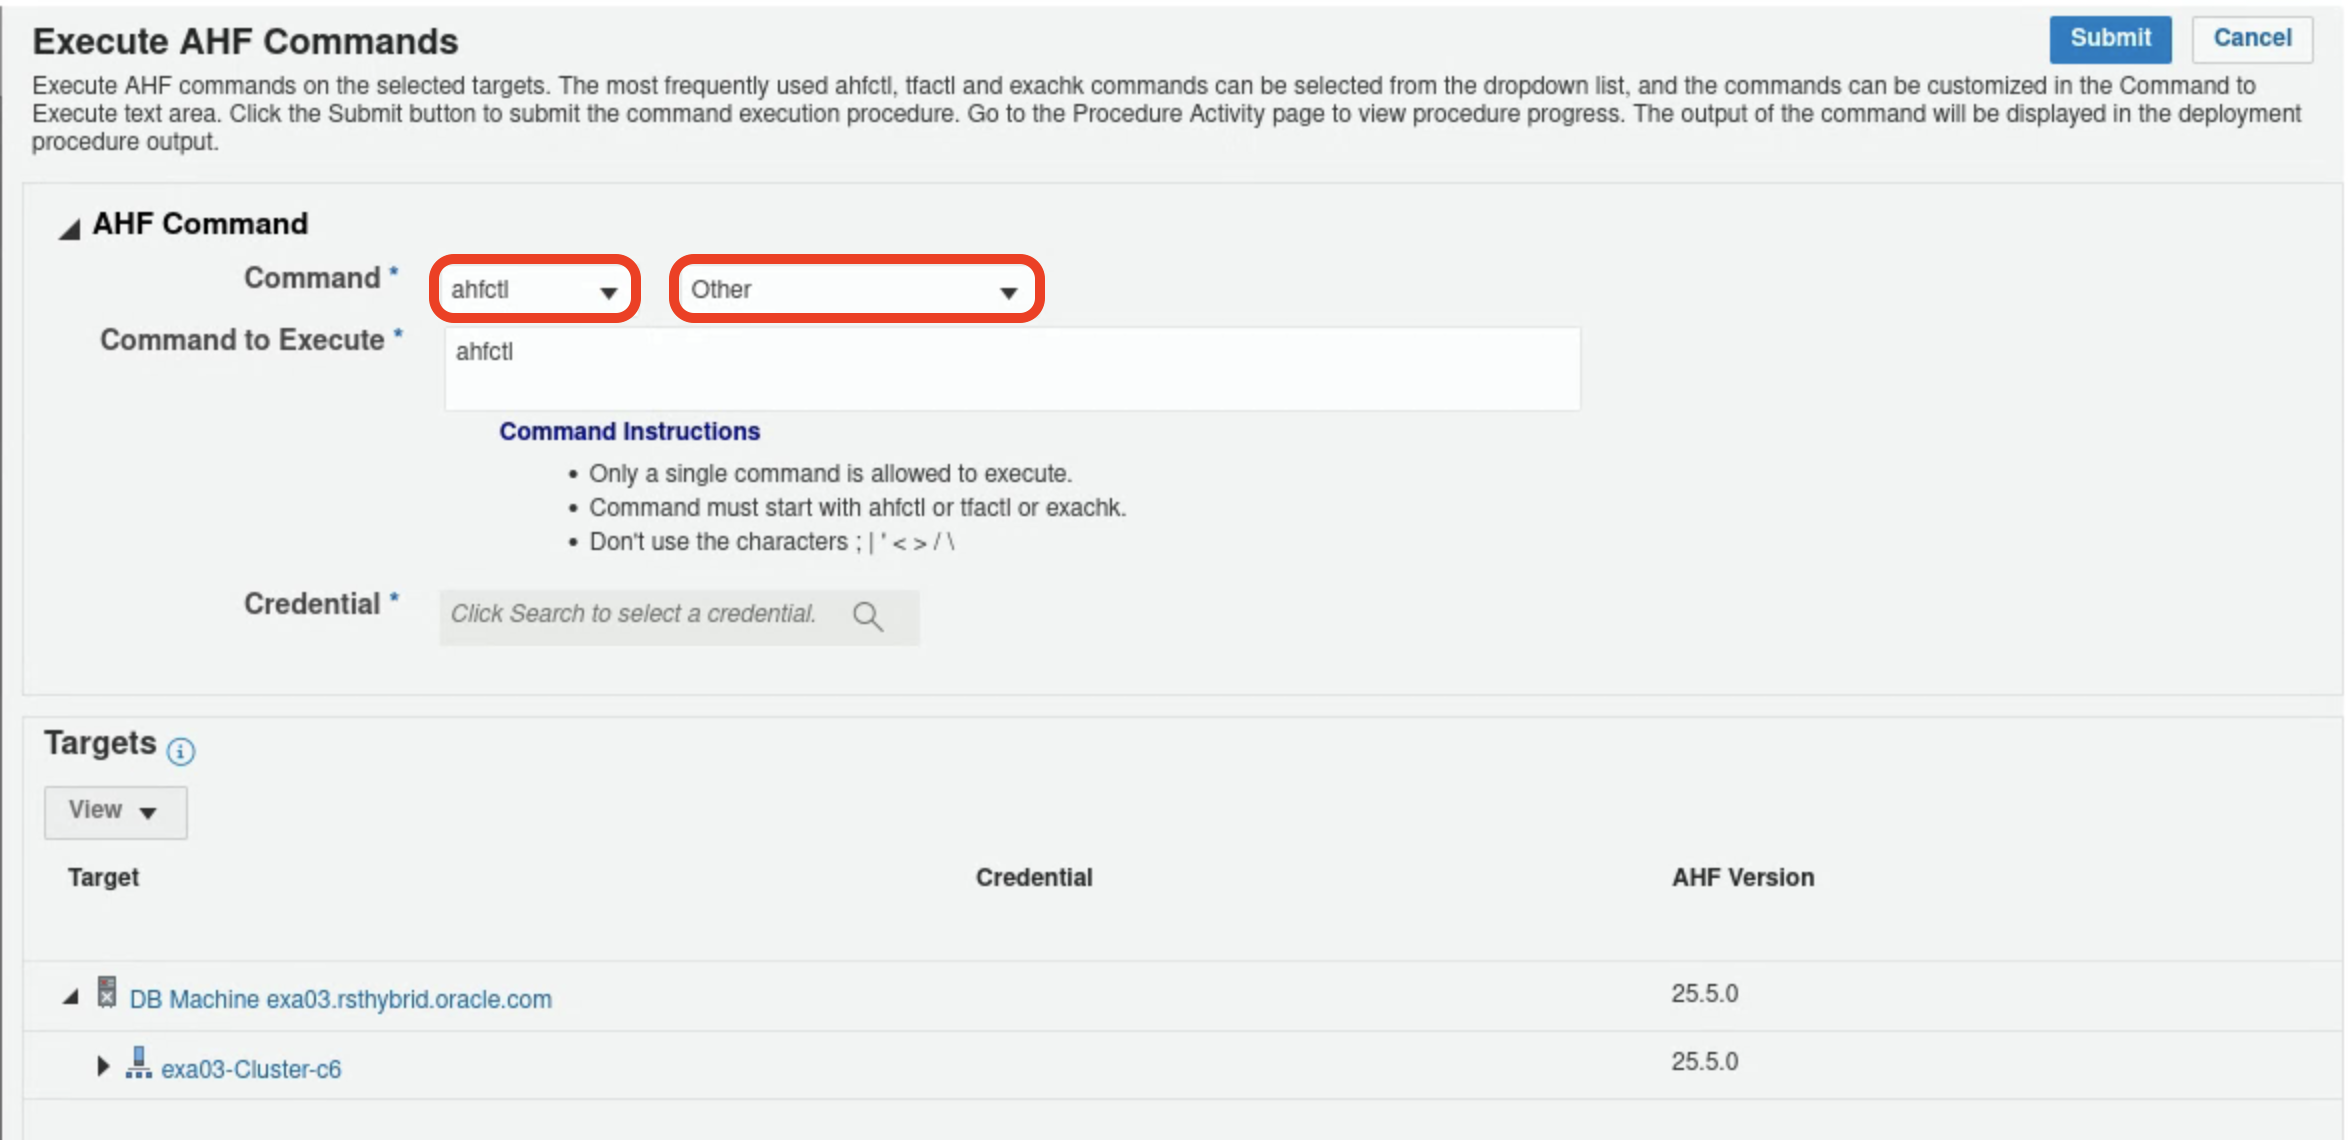 Execute AHF Commands
Submit
Cancel
Execute AHF commands on the selected targets. The most frequently used ahfctl, tfactl and exachk commands can be selected from the dropdown list, and the commands can be customized in the Command to
Execute text area. Click the Submit button to submit the command execution procedure. Go to the Procedure Activity page to view procedure progress. The output of the command will be displayed in the deployment
procedure output.
AHF Command
Command * ahfctl Other
Command to Execute * ahfctl
Command Instructions
• Only a single command is allowed to execute.
• Command must start with ahfctl or tfactl or exachk.
• Don't use the characters ; | ' < > / \
Credential * Click Search to select a credential.
Targets
View
Target Credential AHF Version
DB Machine exa03.rsthybrid.oracle.com 25.5.0
exa03-Cluster-c6 25.5.0